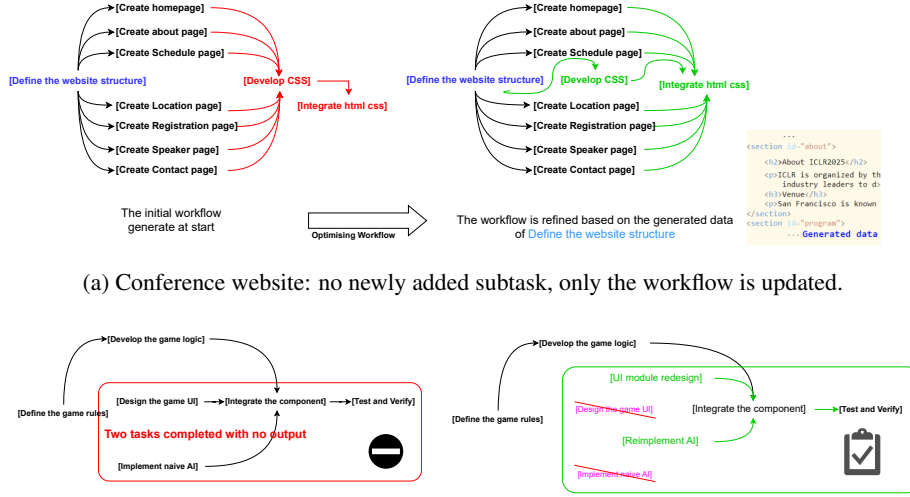 [Create homepage]
[Create about page]
[Create Schedule page]
[Define the website structure]
[Develop CSS]
[Integrate html css]
[Create Location page]
[Create Registration page]
[Create Speaker page]
[Create Contact page]
The initial workflow
generate at start
Optimising Workflow
[Create homepage]
[Create about page]
[Create Schedule page]
[Define the website structure]
[Develop CSS]
[Integrate html css]
[Create Location page]
[Create Registration page]
[Create Speaker page]
[Create Contact page]
The workflow is refined based on the generated data
of Define the website structure
...
<section id="about">
<h2>About ICLR2025</h2>
<p>ICLR is organized by th
industry leaders to d>
<h3>Venue</h3>
<p>San Francisco is known
</section>
<section id="program">
... Generated data
(a) Conference website: no newly added subtask, only the workflow is updated.
[Develop the game logic]
[Design the game UI]
[Integrate the component]
[Test and Verify]
[Define the game rules]
Two tasks completed with no output
[Implement naive AI]
[Develop the game logic]
[UI module redesign]
[Design the game UI]
[Integrate the component]
[Test and Verify]
[Define the game rules]
[Reimplement AI]
[Implement naive AI]